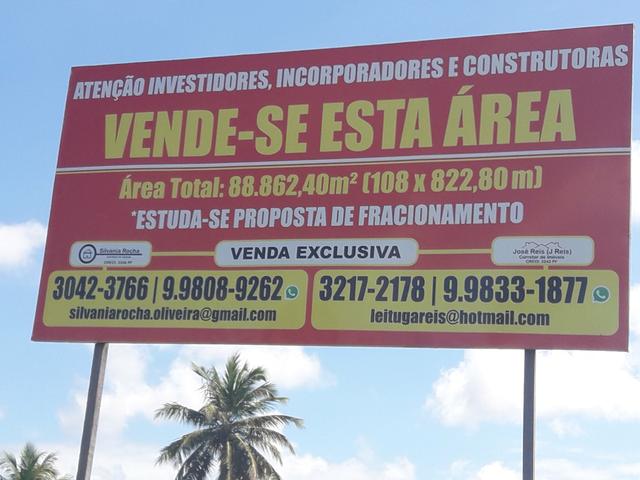 ATENÇÃO INVESTIDORES, INCORPORADORES E CONSTRUTORAS
VENDE-SE ESTA ÁREA
Área Total: 88.862,40m² (108 x 822,80 m)
*ESTUDA-SE PROPOSTA DE FRACIONAMENTO
Silvania Rocha
VENDA EXCLUSIVA
José Reis (J Reis)
Corretor de Imóveis
3042-3766 | 9.9808-9262
silvaniarocha.oliveira@gmail.com
3217-2178 | 9.9833-1877
leitugareis@hotmail.com